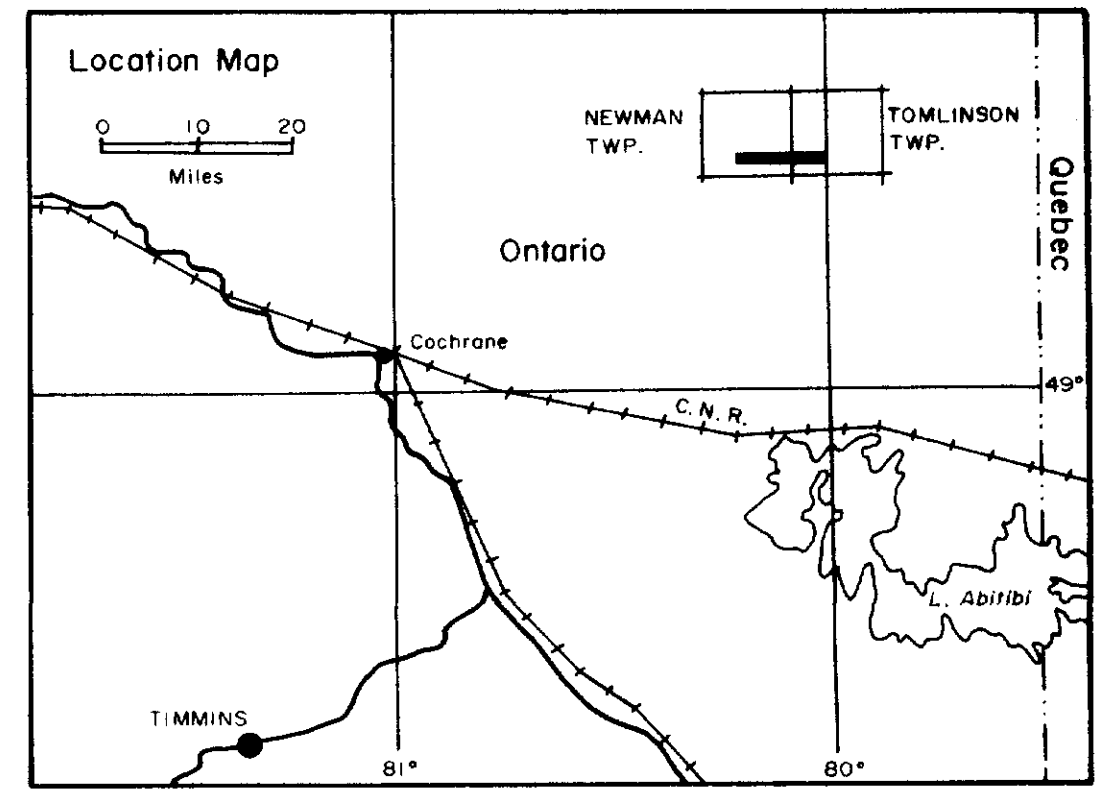 Location Map
0 10 20
Miles
NEWMAN
TWP.
TOMLINSON
TWP.
Quebec
Ontario
Cochrane
49°
C.N.R.
L. Abitibi
TIMMINS
81°
80°